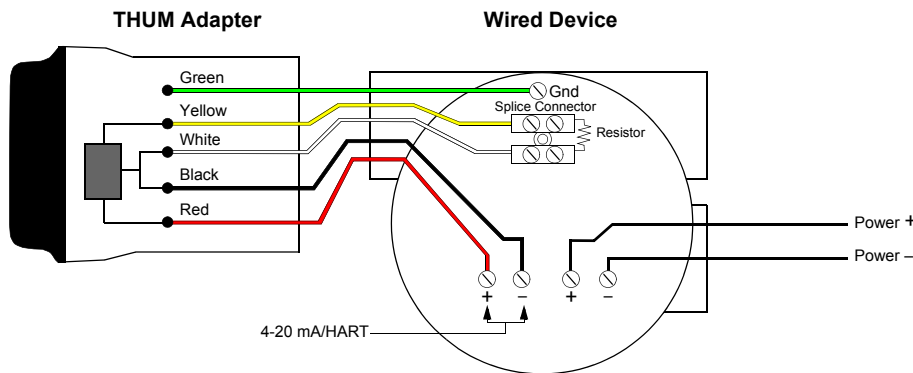 THUM Adapter
Wired Device
Green
Gnd
Yellow
Splice Connector
White
Resistor
Black
Red
Power +
Power –
+ – + –
4-20 mA/HART